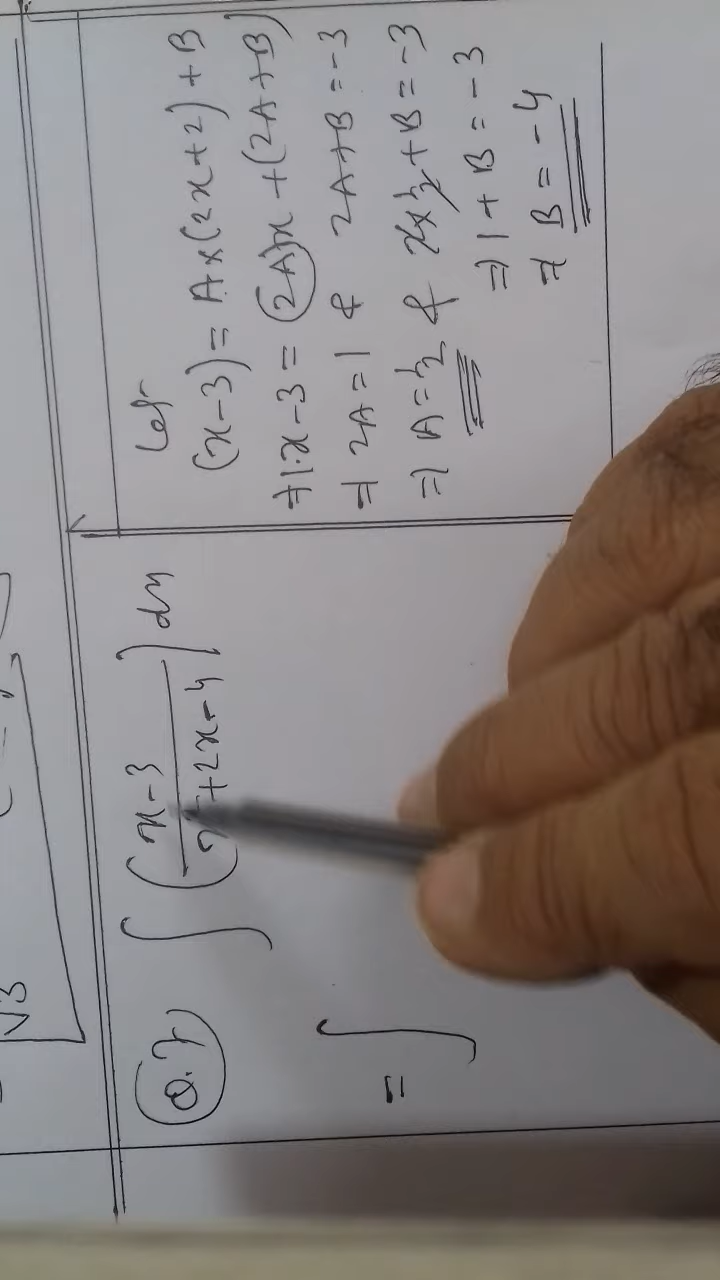 √3
Q.7 ∫ (x-3 / x²+2x-4) dx
= ∫
Let
(x-3) = A×(2x+2)+B
⇒ 1.x-3 = (2A)x+(2A+B)
⇒ 2A=1 & 2A+B=-3
⇒ A=1/2 & 2×1/2+B=-3
⇒ 1+B=-3
⇒ B=-4